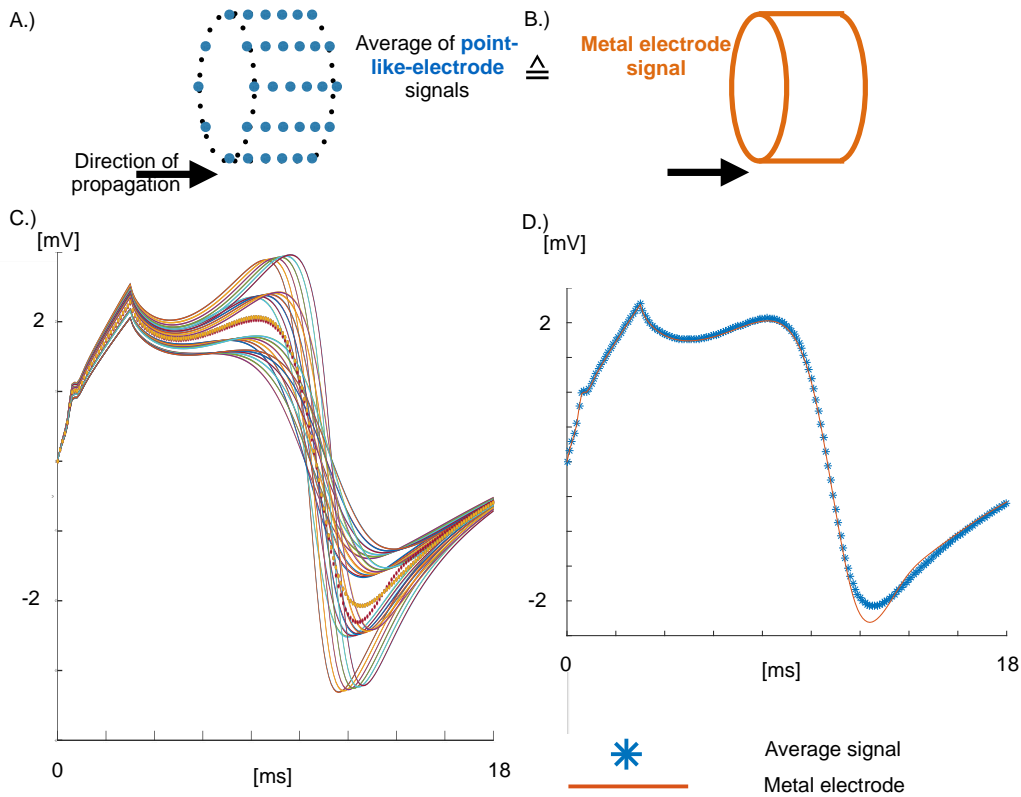 A.)
Average of point-
like-electrode
signals
≙
B.)
Metal electrode
signal
Direction of
propagation
C.)
[mV]
2
-2
0
[ms]
18
D.)
[mV]
2
-2
0
[ms]
18
Average signal
Metal electrode